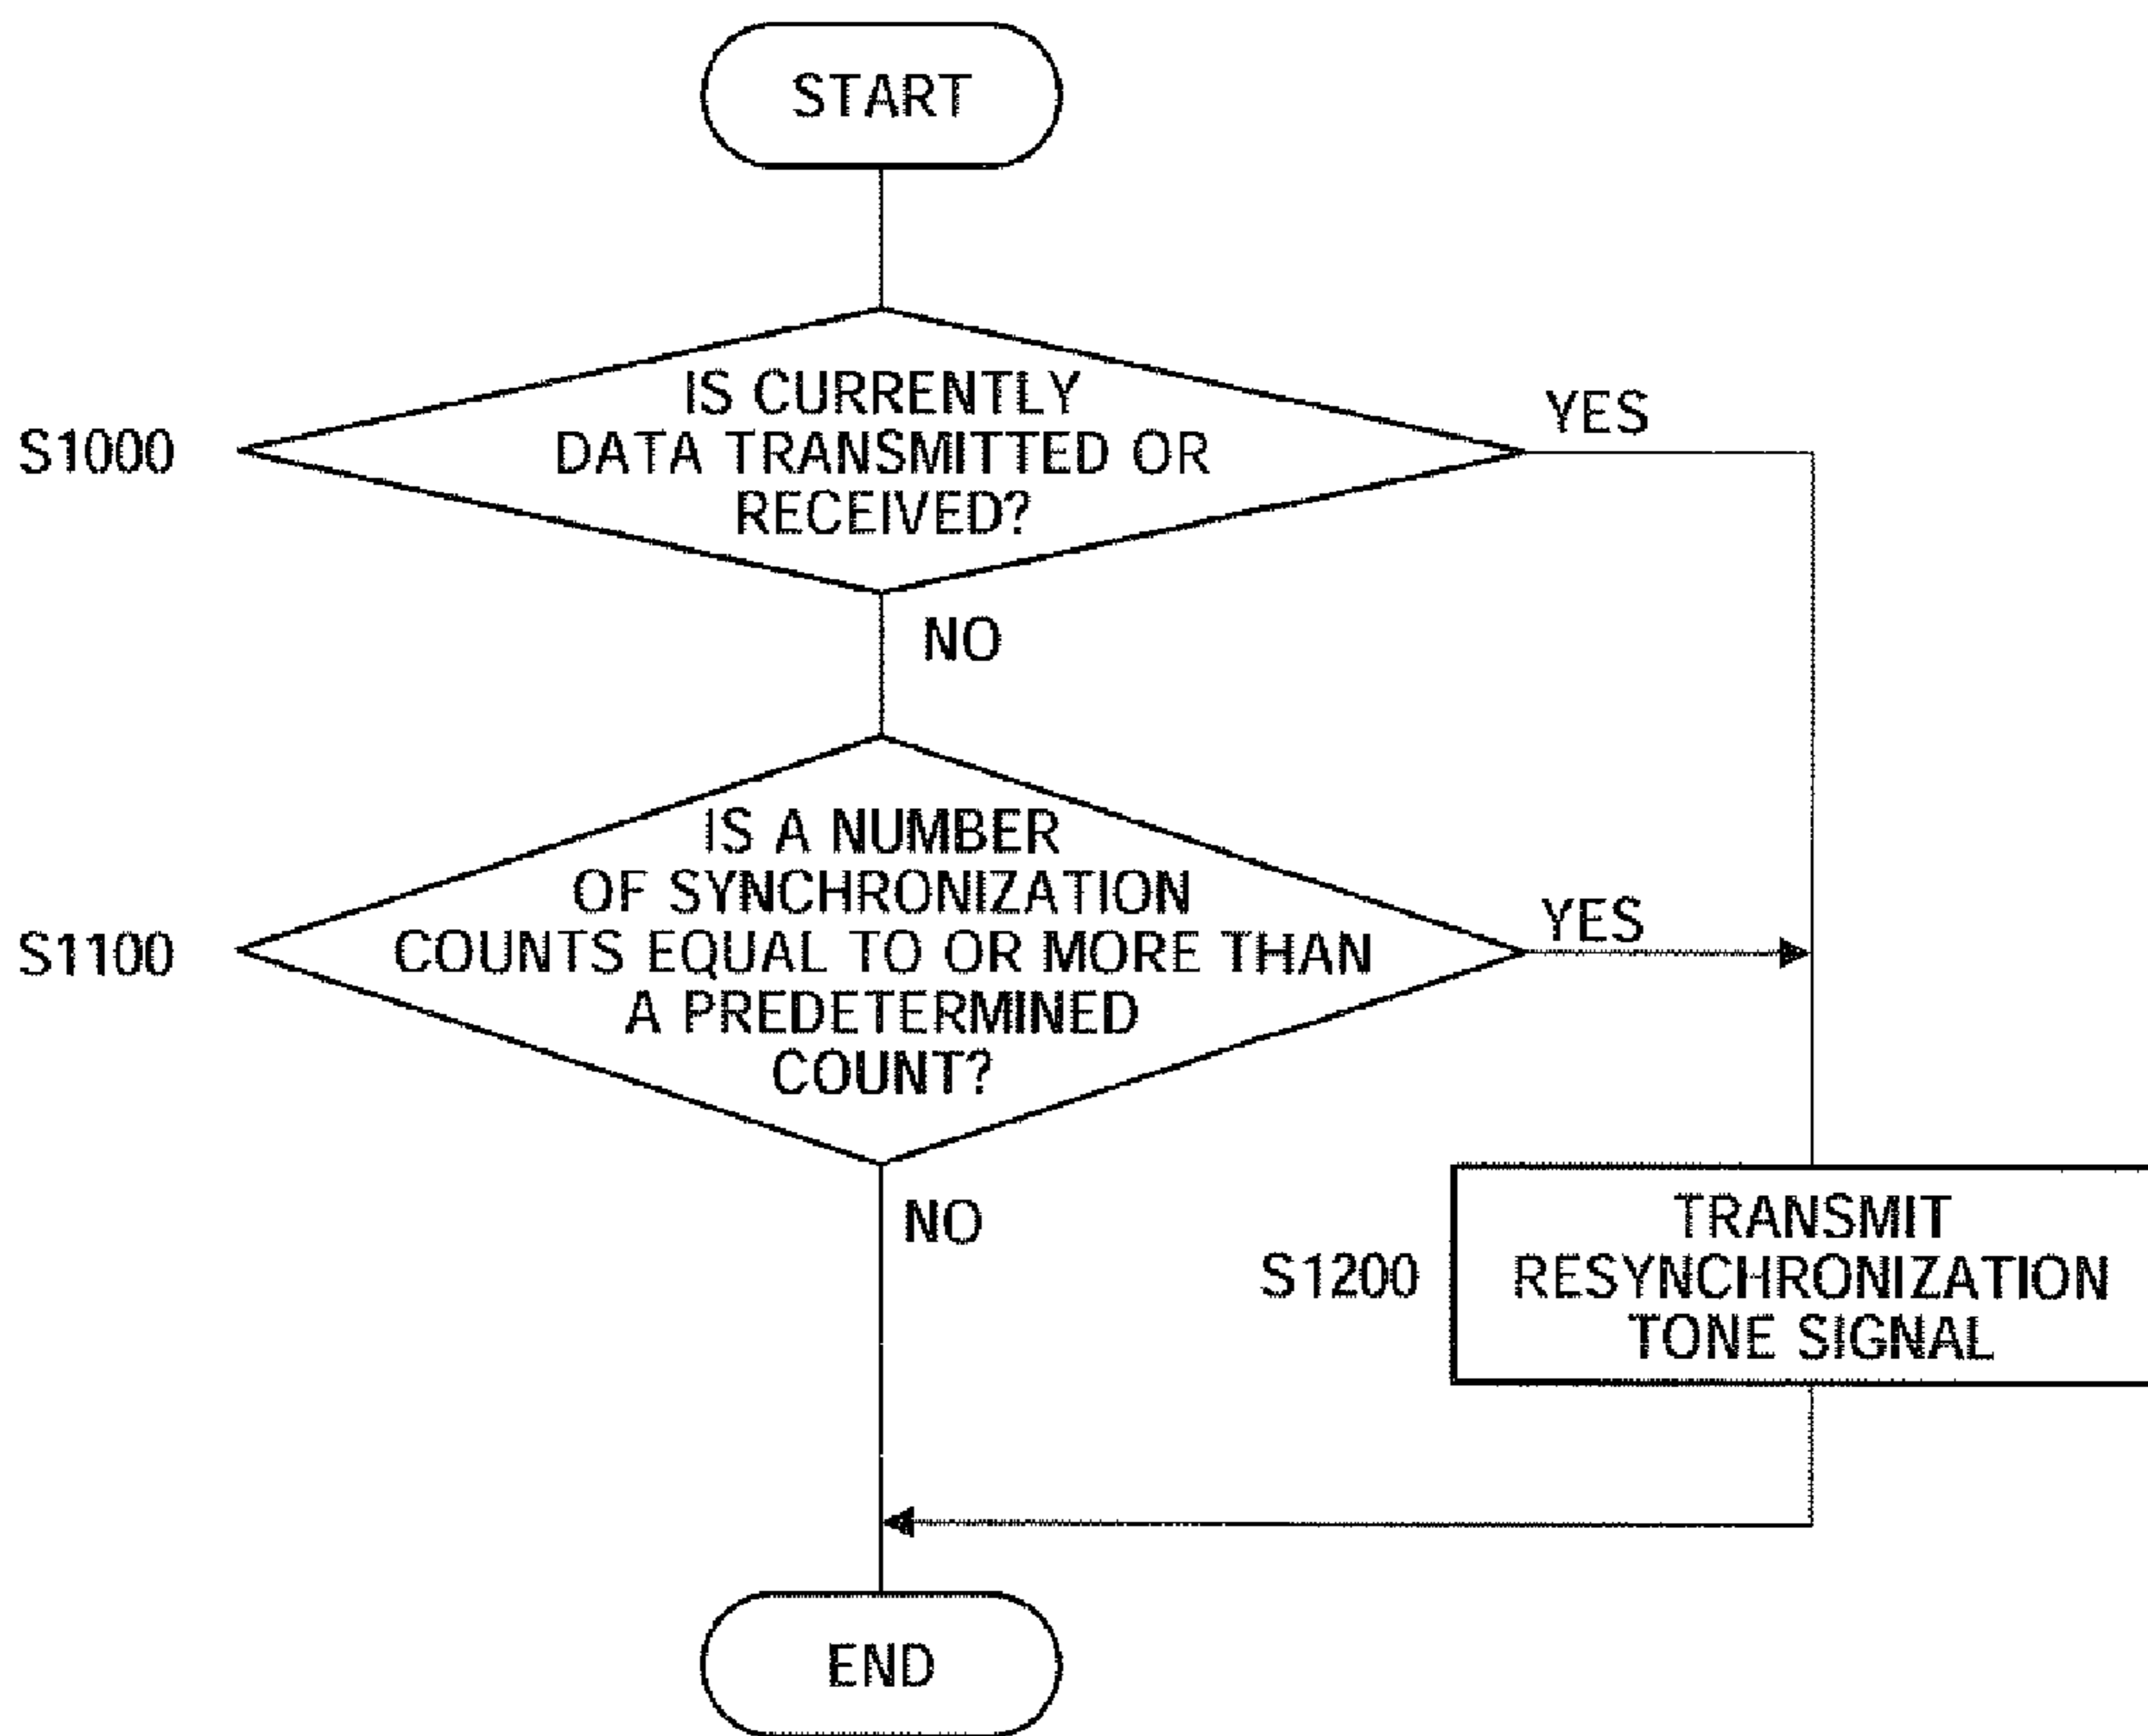 START
IS CURRENTLY
DATA TRANSMITTED OR
RECEIVED?
S1000
YES
NO
IS A NUMBER
OF SYNCHRONIZATION
COUNTS EQUAL TO OR MORE THAN
A PREDETERMINED
COUNT?
S1100
YES
NO
S1200
TRANSMIT
RESYNCHRONIZATION
TONE SIGNAL
END